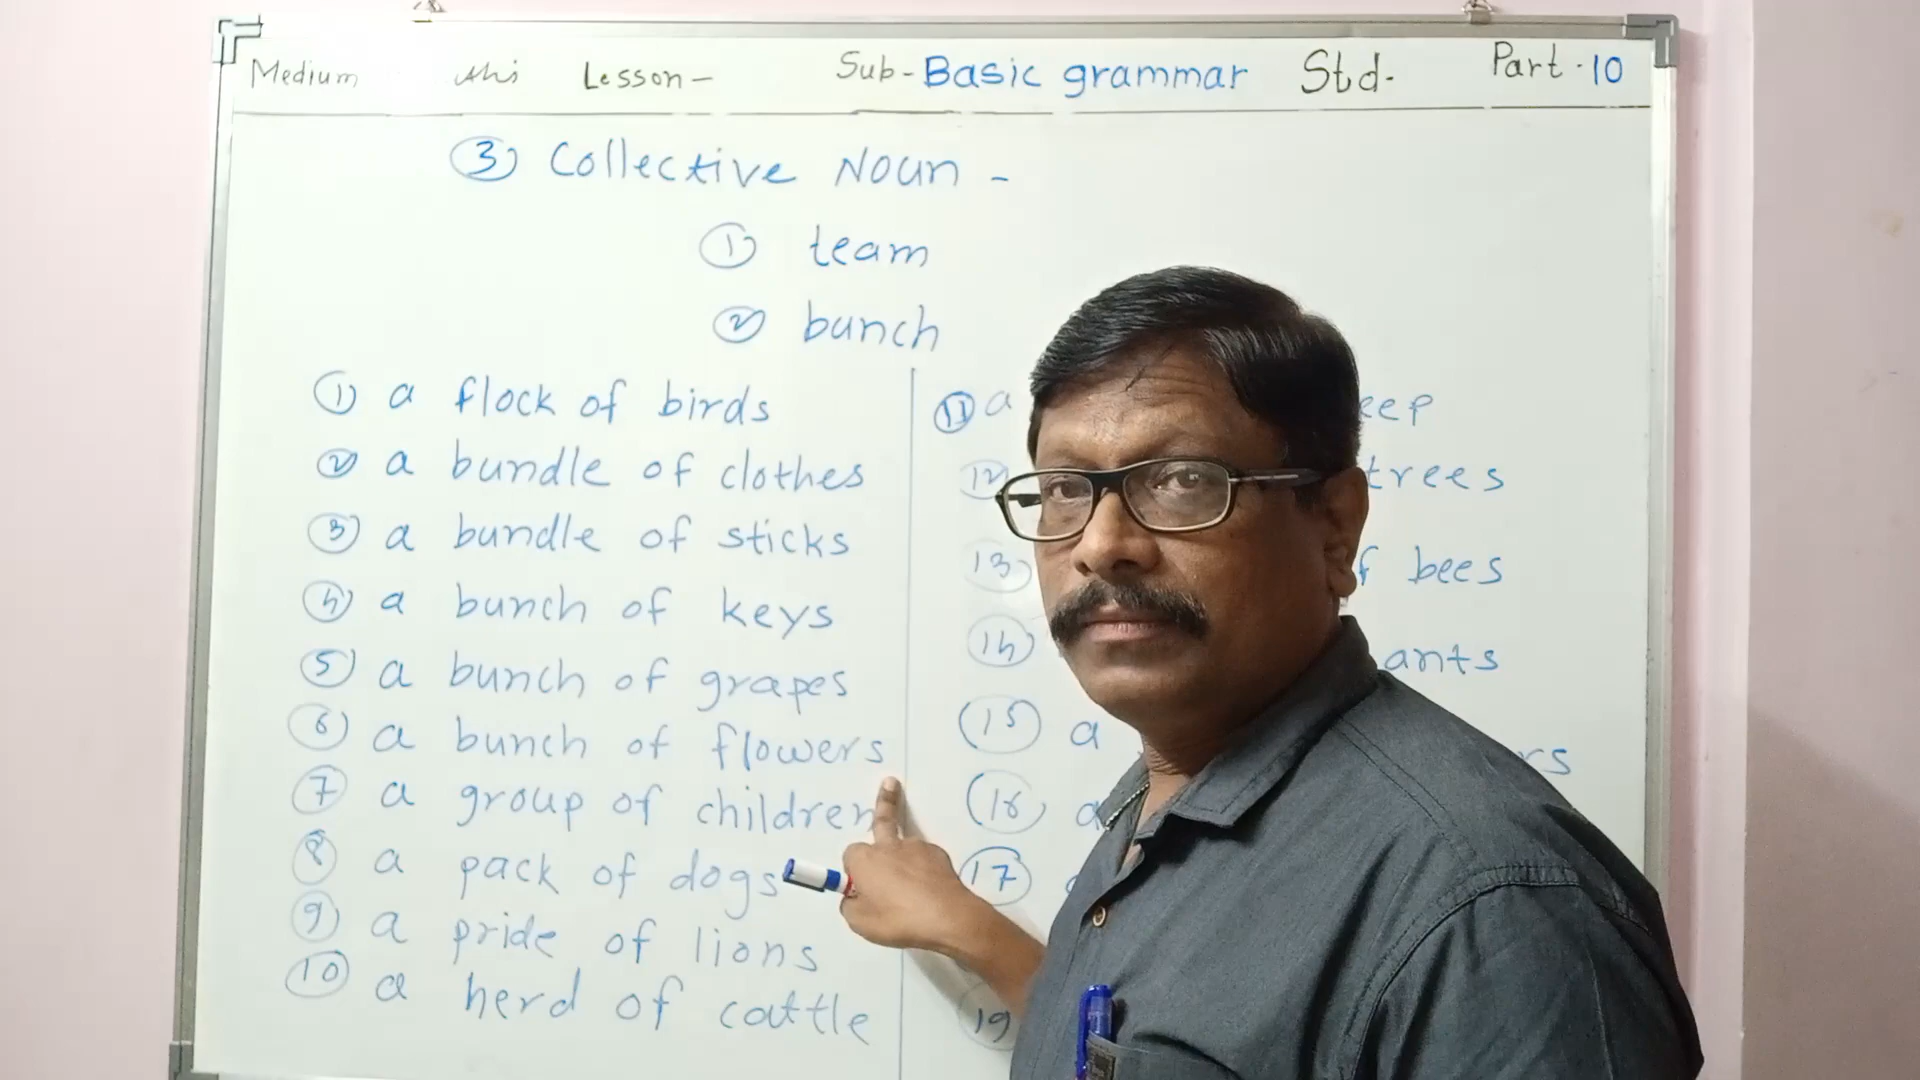 Medium Lesson - Sub - Basic grammar Std - Part - 10
③ Collective Noun -
① team
② bunch
① a flock of birds
② a bundle of clothes
③ a bundle of sticks
④ a bunch of keys
⑤ a bunch of grapes
⑥ a bunch of flowers
⑦ a group of children
⑧ a pack of dogs
⑨ a pride of lions
⑩ a herd of cattle
⑪ a
⑫ trees
⑬ bees
⑭ ants
⑮ a
⑯ a
⑰
⑲